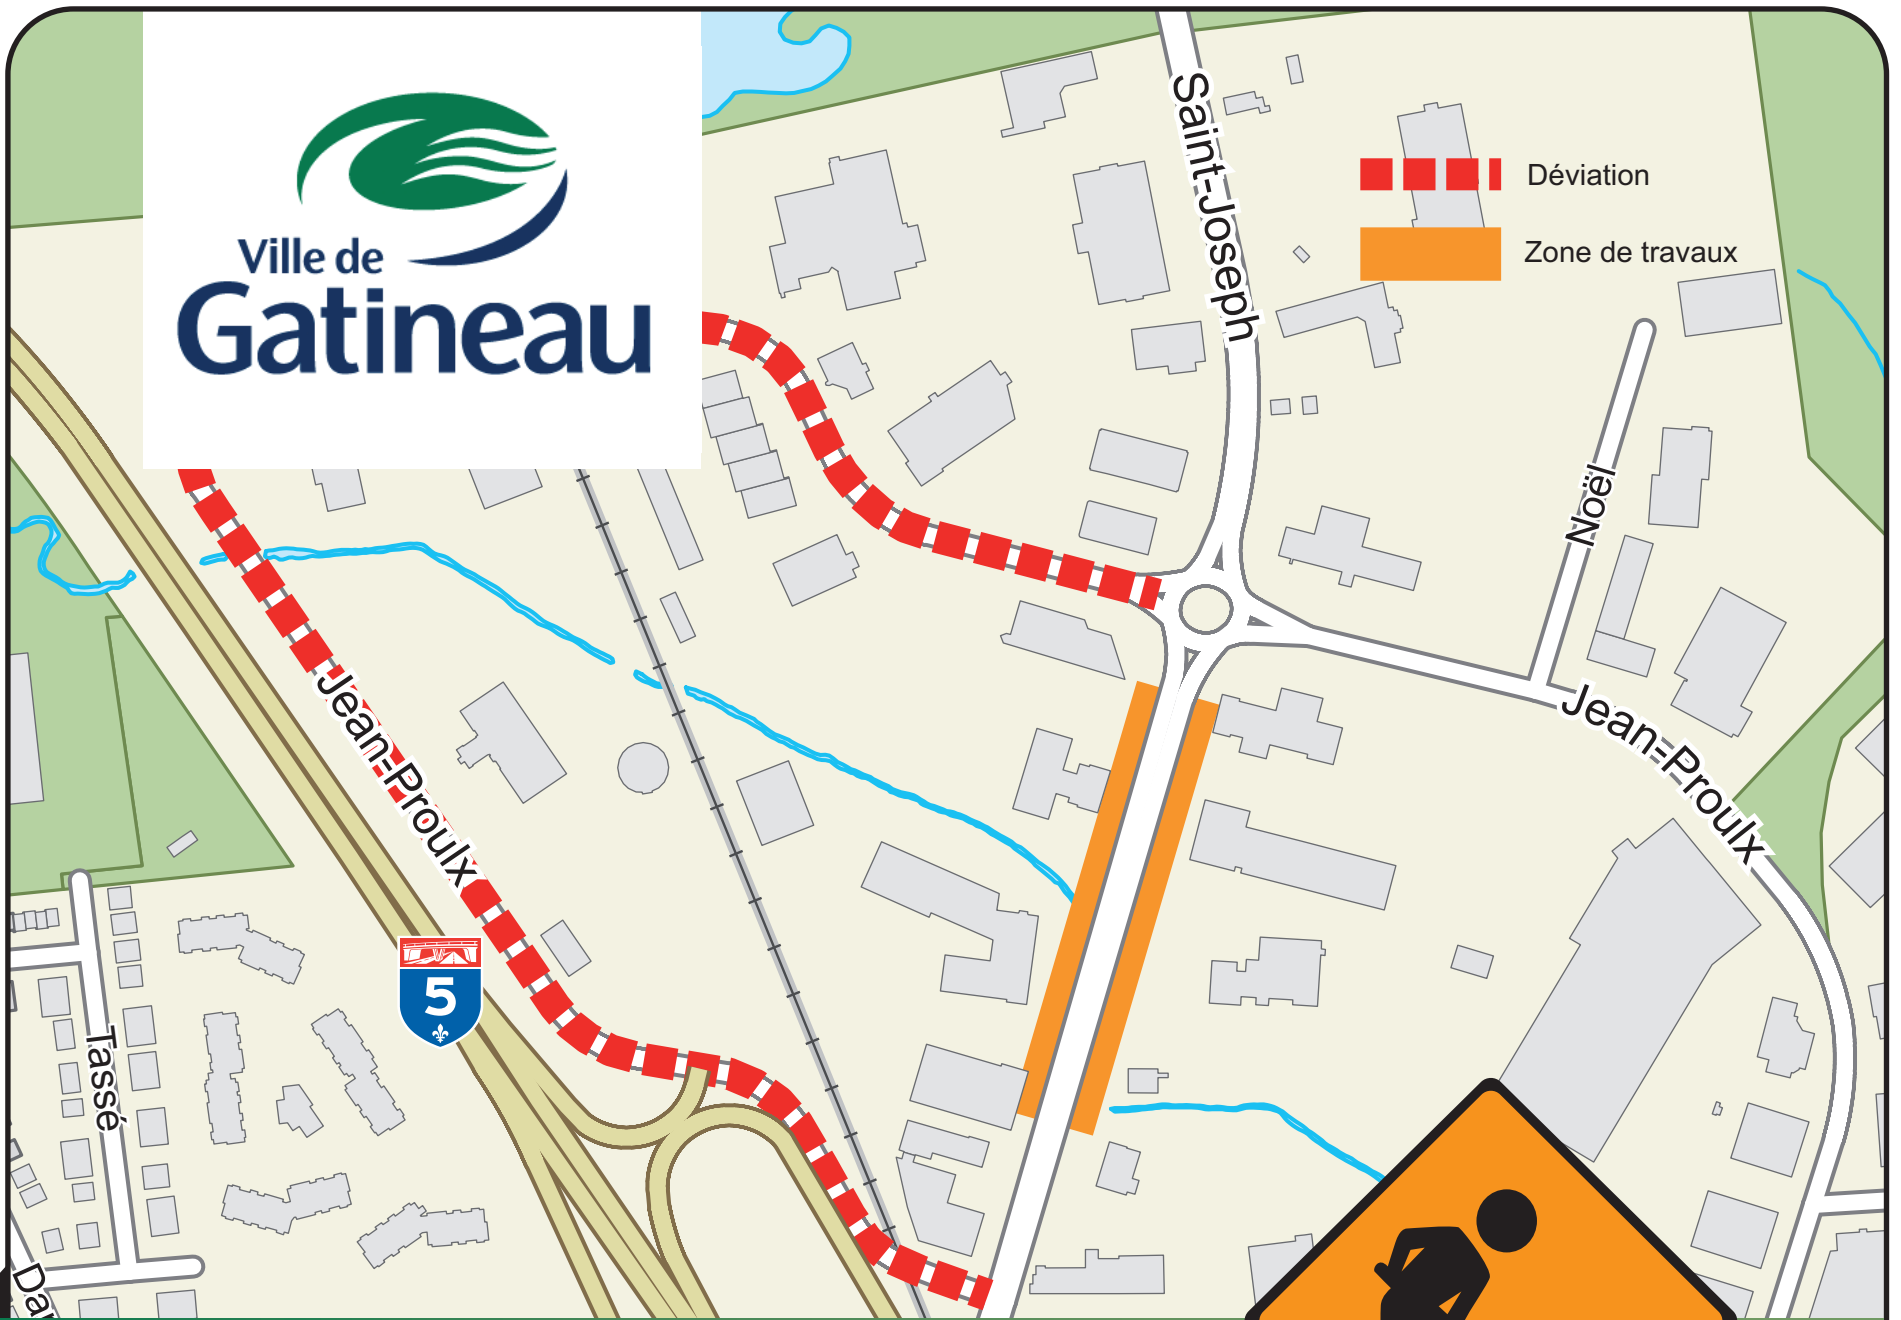 Ville de
Gatineau
Saint-Joseph
Déviation
Zone de travaux
Noël
Jean-Proulx
Jean-Proulx
5
Tassé